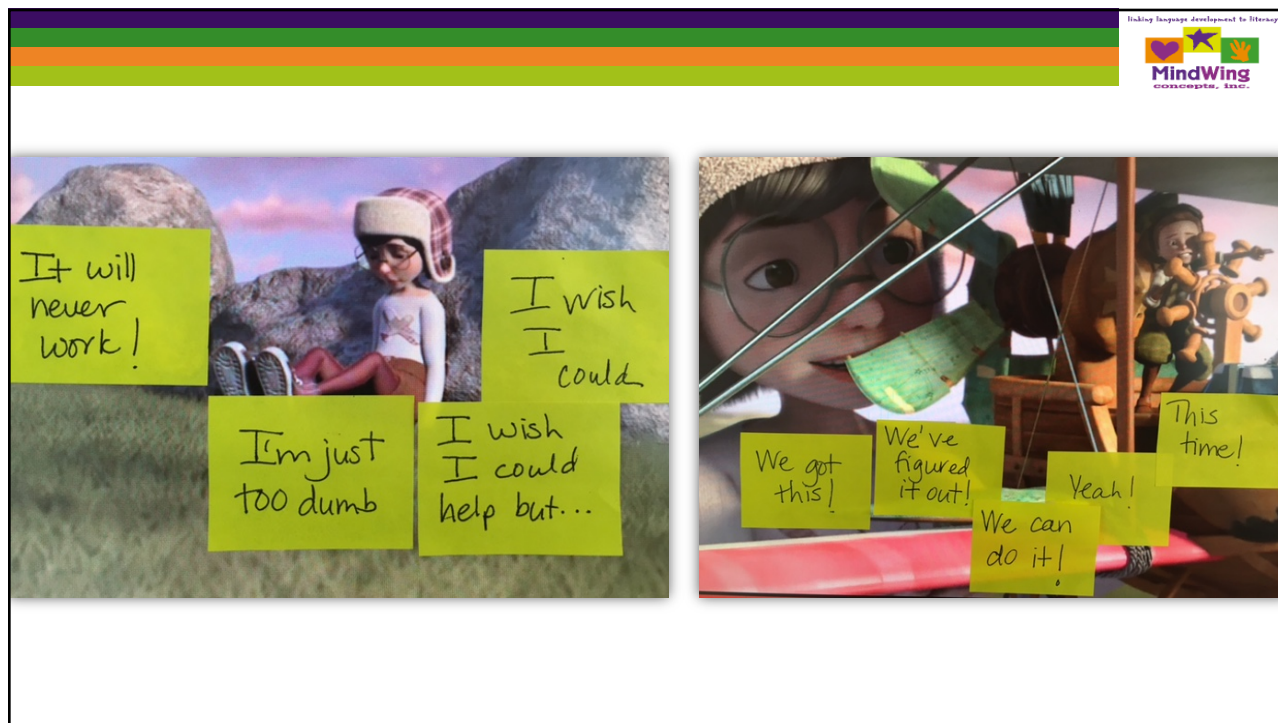 linking language development to literacy
MindWing
concepts, inc.
It will
never
work!
I'm just
too dumb
I wish
I
could
I wish
I could
help but...
We got
this!
We've
figured
it out!
We can
do it!
Yeah!
This
time!